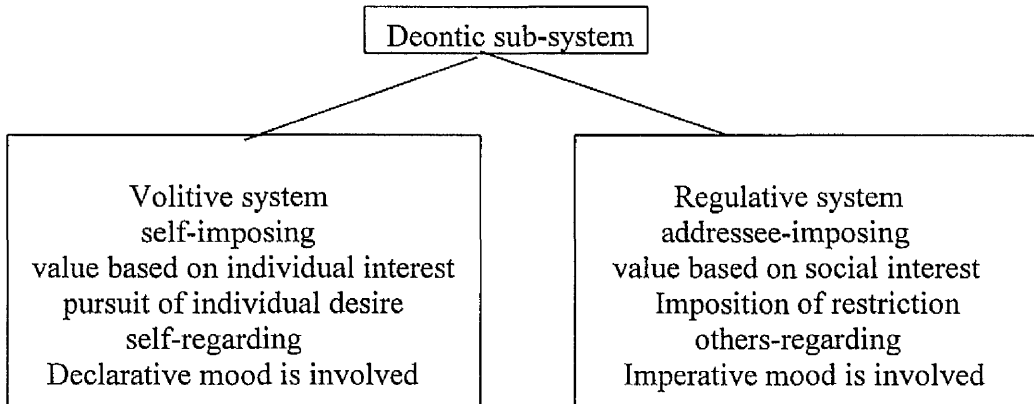 Deontic sub-system
Volitive system
self-imposing
value based on individual interest
pursuit of individual desire
self-regarding
Declarative mood is involved
Regulative system
addressee-imposing
value based on social interest
Imposition of restriction
others-regarding
Imperative mood is involved